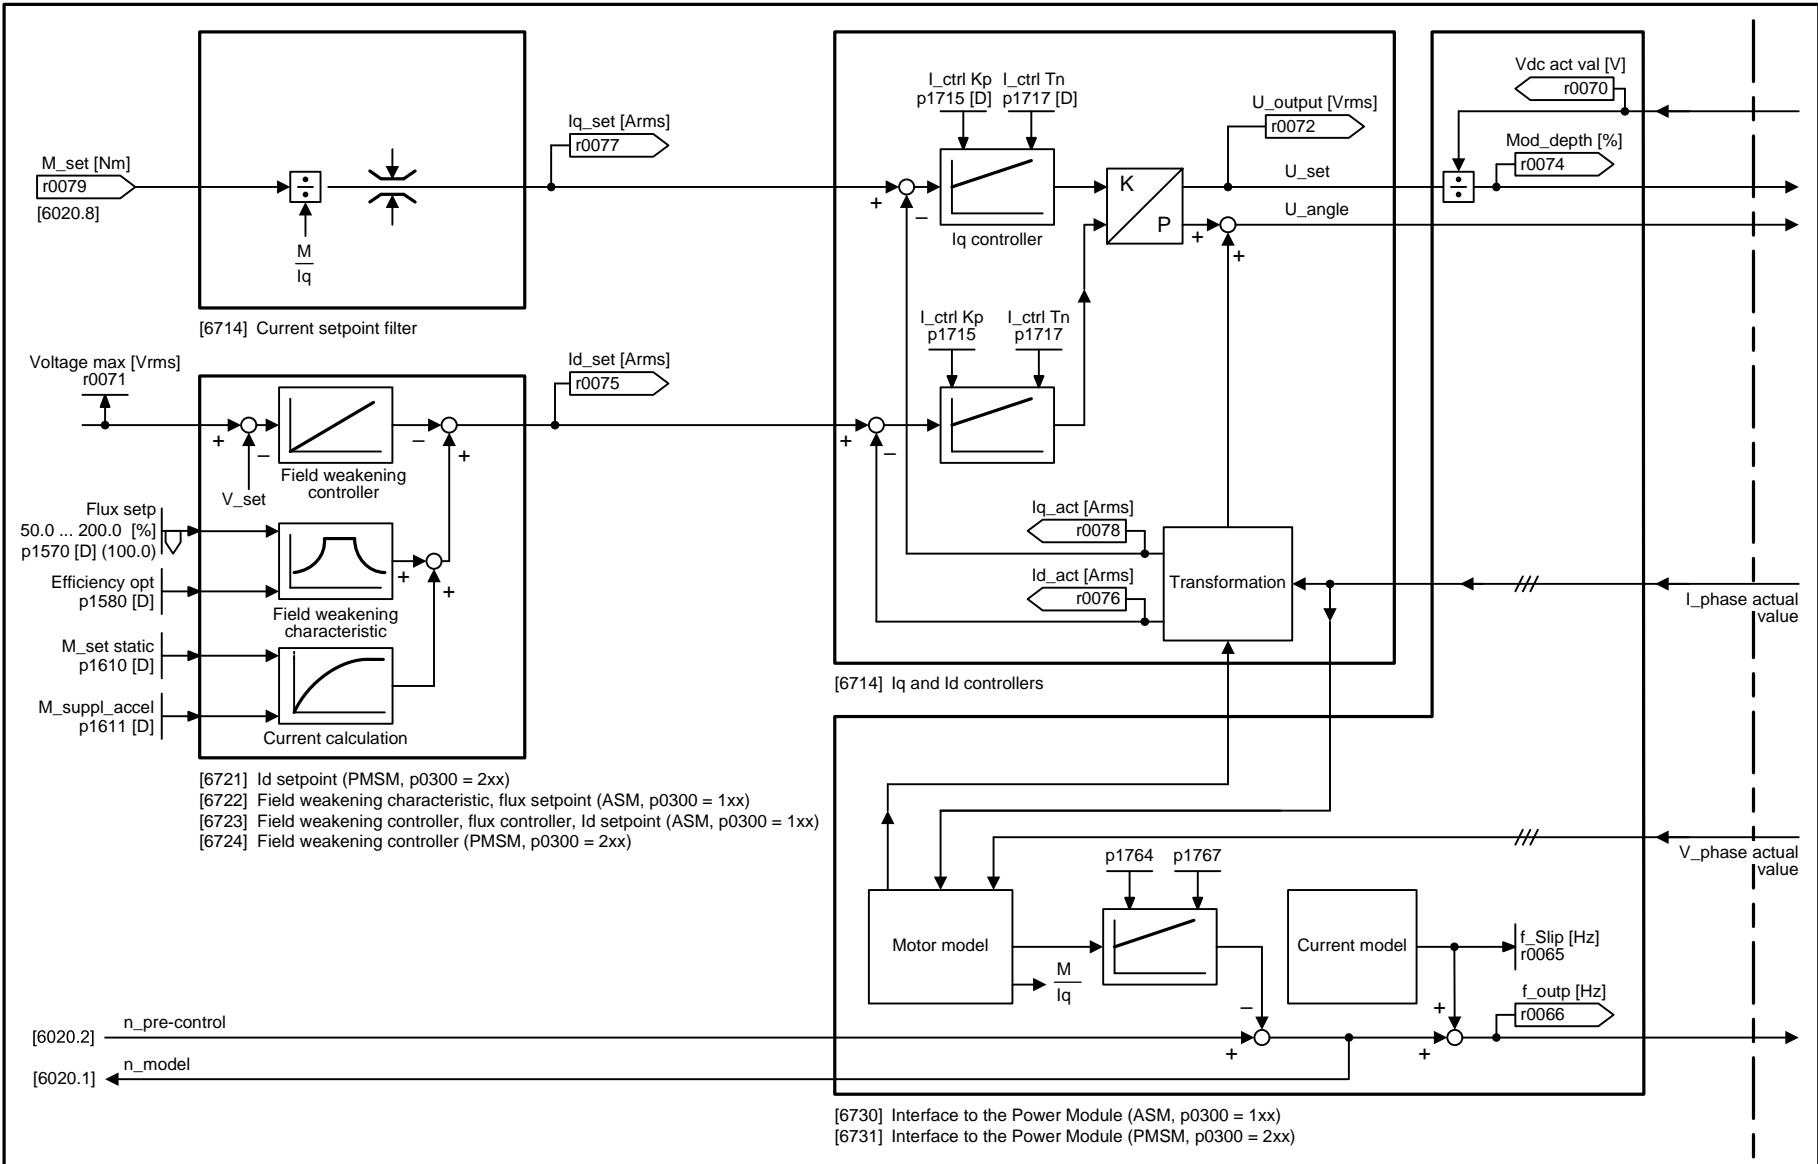 M_set [Nm]
r0079
[6020.8]
M
Iq
[6714] Current setpoint filter
Iq_set [Arms]
r0077
Voltage max [Vrms]
r0071
+
–
V_set
Field weakening
controller
–
+
Id_set [Arms]
r0075
Flux setp
50.0 ... 200.0 [%]
p1570 [D] (100.0)
Efficiency opt
p1580 [D]
Field weakening
characteristic
+
+
M_set static
p1610 [D]
M_suppl_accel
p1611 [D]
Current calculation
[6721] Id setpoint (PMSM, p0300 = 2xx)
[6722] Field weakening characteristic, flux setpoint (ASM, p0300 = 1xx)
[6723] Field weakening controller, flux controller, Id setpoint (ASM, p0300 = 1xx)
[6724] Field weakening controller (PMSM, p0300 = 2xx)
I_ctrl Kp
p1715 [D]
I_ctrl Tn
p1717 [D]
+
–
Iq controller
K
P
U_output [Vrms]
r0072
U_set
U_angle
+
+
I_ctrl Kp
p1715
I_ctrl Tn
p1717
+
–
Iq_act [Arms]
r0078
Id_act [Arms]
r0076
Transformation
[6714] Iq and Id controllers
Vdc act val [V]
r0070
Mod_depth [%]
r0074
I_phase actual
value
V_phase actual
value
p1764
p1767
Motor model
M
Iq
Current model
f_Slip [Hz]
r0065
f_outp [Hz]
r0066
–
+
+
+
[6020.2]
n_pre-control
[6020.1]
n_model
[6730] Interface to the Power Module (ASM, p0300 = 1xx)
[6731] Interface to the Power Module (PMSM, p0300 = 2xx)